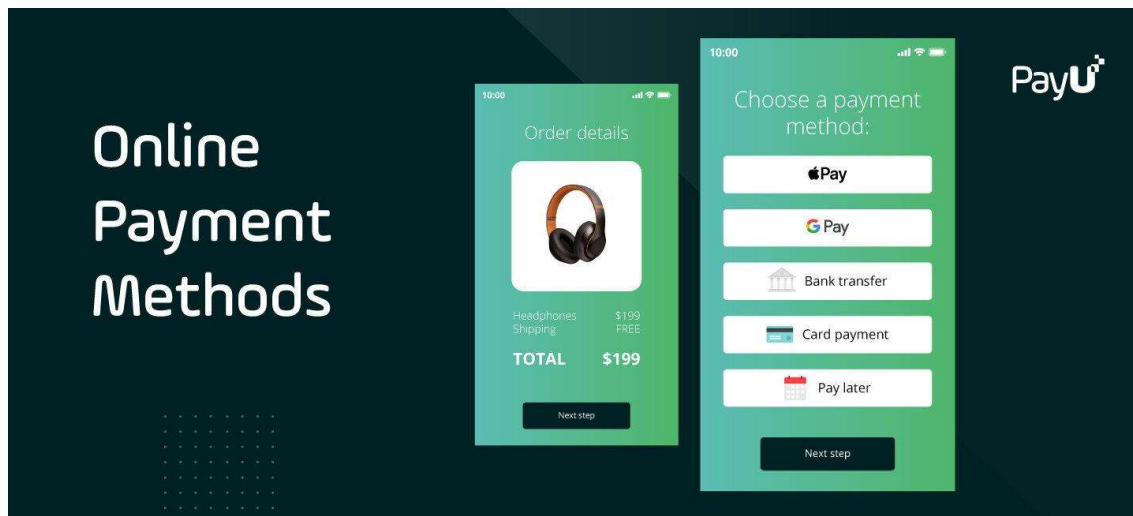 Online
Payment
Methods
10:00
Order details
Headphones $199
Shipping FREE
TOTAL $199
Next step
10:00
Choose a payment
method:
Pay
G Pay
Bank transfer
Card payment
Pay later
Next step
PayU